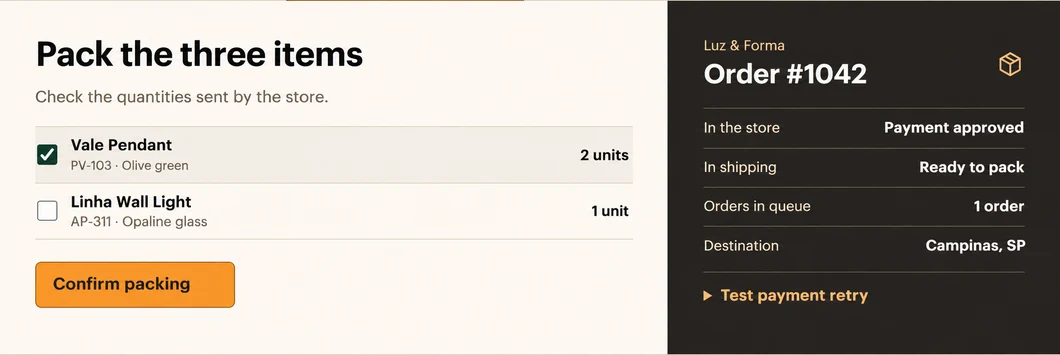 Pack the three items
Check the quantities sent by the store.
Vale Pendant
PV-103 · Olive green
2 units
Linha Wall Light
AP-311 · Opaline glass
1 unit
Confirm packing
Luz & Forma
Order #1042
In the store
Payment approved
In shipping
Ready to pack
Orders in queue
1 order
Destination
Campinas, SP
Test payment retry